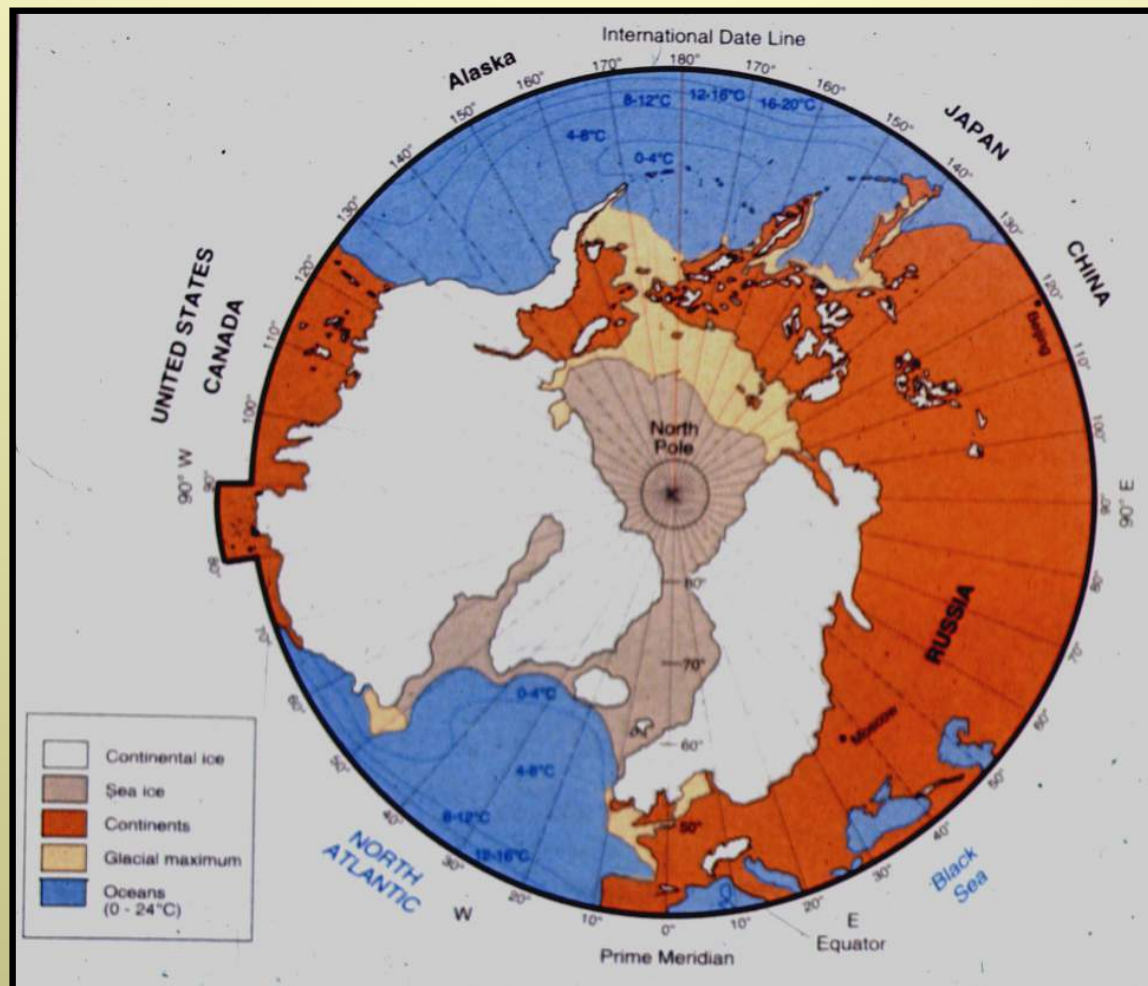 International Date Line
Alaska
160°
170°
180°
170°
160°
150°
150°
140°
140°
130°
130°
120°
120°
110°
110°
100°
100°
90°
90° W
90°
90° E
80°
80°
70°
70°
60°
60°
50°
50°
40°
40°
30°
30°
20°
20°
10°
10°
0°
8-12°C
12-16°C
16-20°C
4-8°C
0-4°C
JAPAN
CHINA
Beijing
UNITED STATES
CANADA
North
Pole
80°
70°
60°
50°
RUSSIA
Moscow
0-4°C
4-8°C
8-12°C
12-16°C
NORTH
ATLANTIC
W
E
Black
Sea
Equator
Prime Meridian
Continental ice
Sea ice
Continents
Glacial maximum
Oceans
(0 - 24°C)